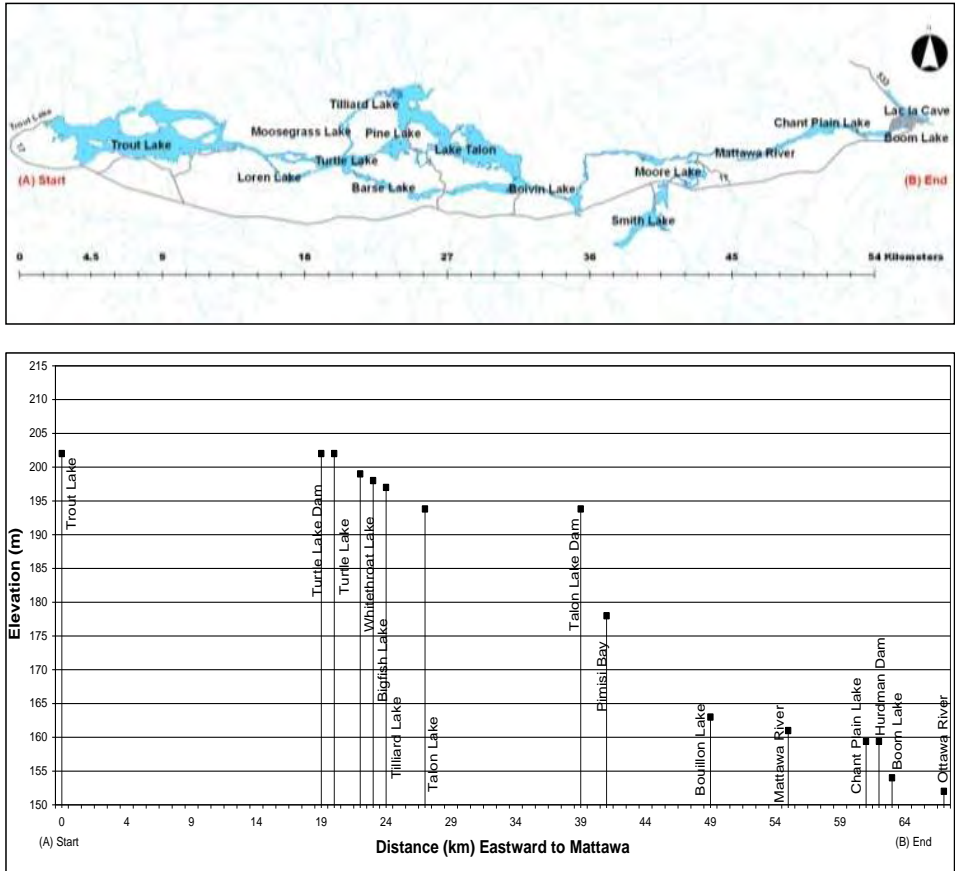 N
533
Lac la Cave
Tilliard Lake
Trout Lake
Moosegrass Lake
Pine Lake
Chant Plain Lake
Boom Lake
17
Trout Lake
Turtle Lake
Lake Talon
Mattawa River
(A) Start
Loren Lake
Barse Lake
Boivin Lake
Moore Lake
(B) End
Smith Lake
0 4.5 9 18 27 36 45 54 Kilometers
215
210
205
200
195
190
185
180
175
170
165
160
155
150
Elevation (m)
Trout Lake
Turtle Lake Dam
Turtle Lake
Whitethroat Lake
Bigfish Lake
Tilliard Lake
Talon Lake
Talon Lake Dam
Pimisi Bay
Bouillon Lake
Mattawa River
Chant Plain Lake
Hurdman Dam
Boom Lake
Ottawa River
0 4 9 14 19 24 29 34 39 44 49 54 59 64
(A) Start
Distance (km) Eastward to Mattawa
(B) End